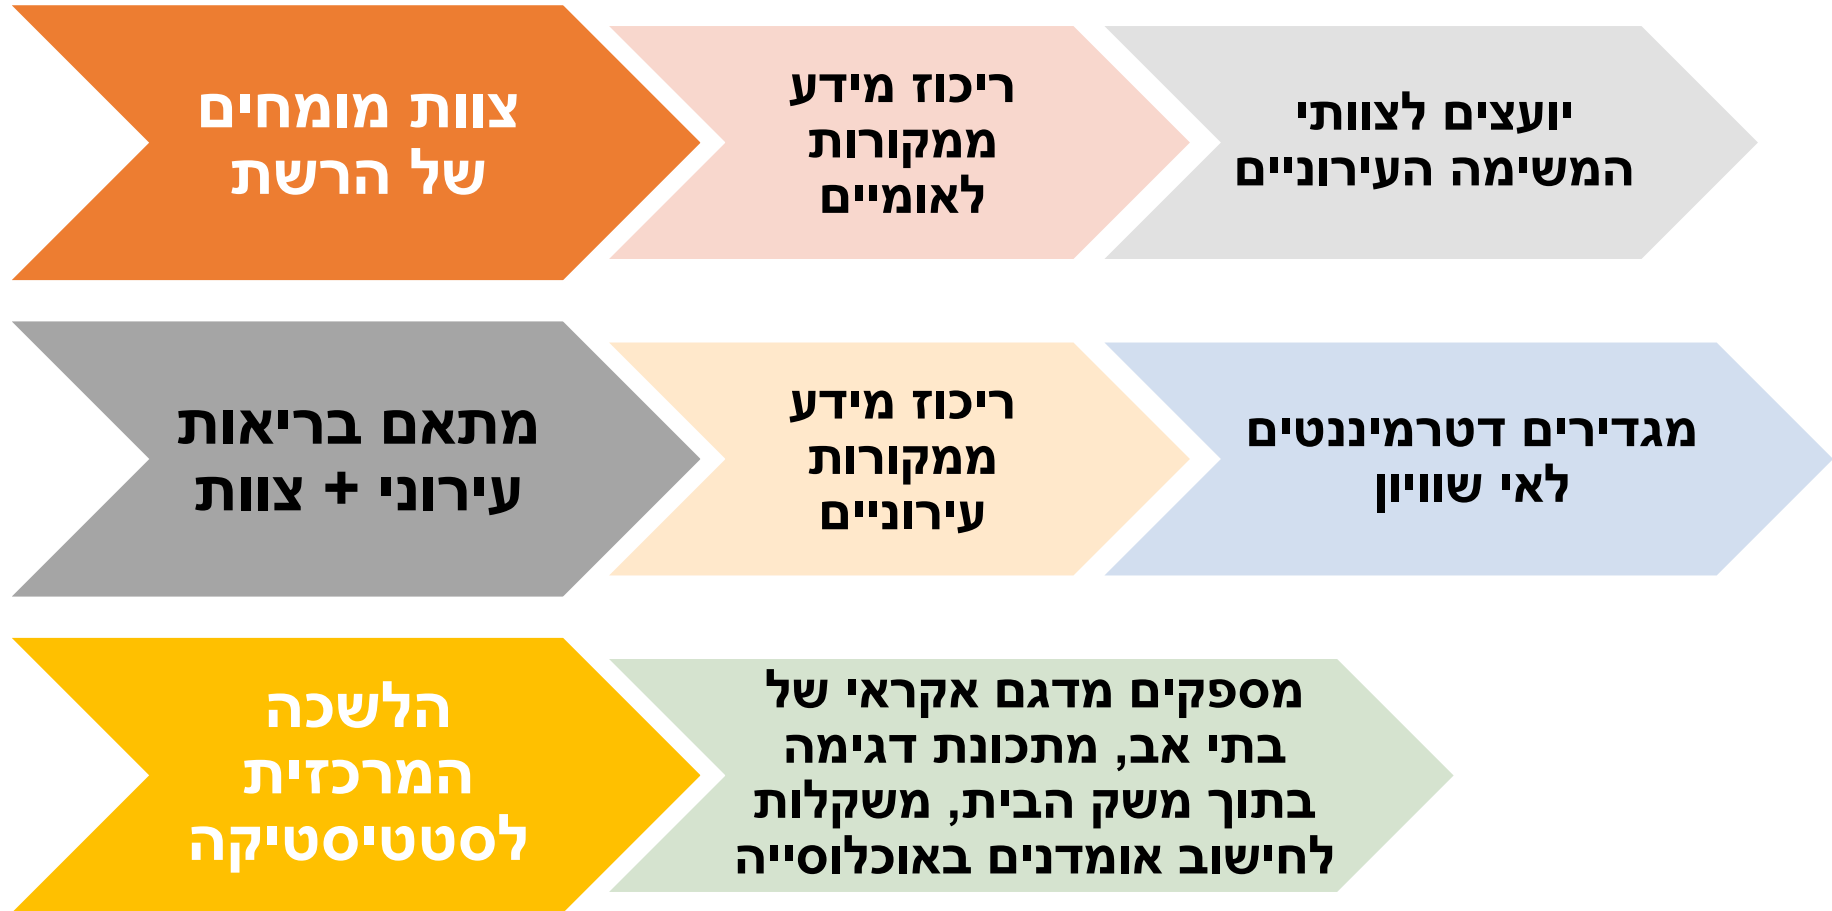 צוות מומחים
של הרשת
ריכוז מידע
ממקורות
לאומיים
יועצים לצוותי
המשימה העירוניים
מתאם בריאות
עירוני + צוות
ריכוז מידע
ממקורות
עירוניים
מגדירים דטרמיננטים
לאי שוויון
הלשכה
המרכזית
לסטטיסטיקה
מספקים מדגם אקראי של
בתי אב, מתכונת דגימה
בתוך משק הבית, משקלות
לחישוב אומדנים באוכלוסייה